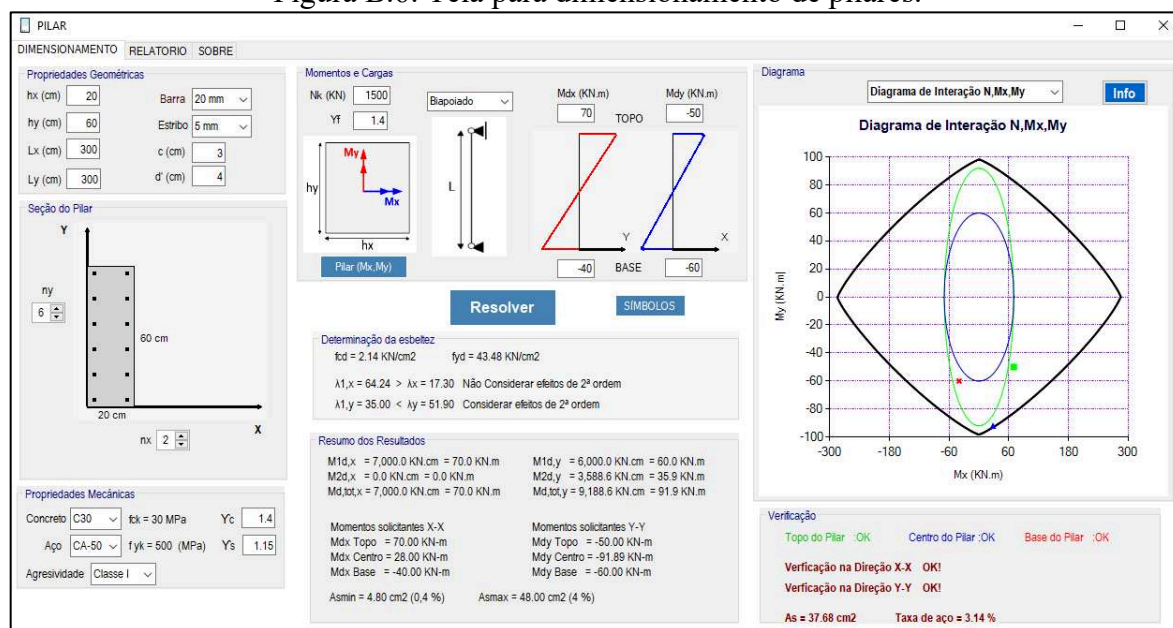 Figura B.6: Tela para dimensionamento de pilares.
PILAR
DIMENSIONAMENTO RELATORIO SOBRE
Propriedades Geométricas
hx (cm) 20 Barra 20 mm
hy (cm) 60 Estribo 5 mm
Lx (cm) 300 c (cm) 3
Ly (cm) 300 d' (cm) 4
Seção do Pilar
Y
ny
6
60 cm
20 cm
X
nx 2
Propriedades Mecânicas
Concreto C30 fck = 30 MPa ϒc 1.4
Aço CA-50 fyk = 500 (MPa) ϒs 1.15
Agresividade Classe I
Momentos e Cargas
Nk (KN) 1500 Biapoiado Mdx (KN.m) Mdy (KN.m)
ϒf 1.4 70 TOPO -50
My
hy
Mx
hx
L
Y
X
Pilar (Mx,My) -40 BASE -60
Resolver SÍMBOLOS
Determinação da esbeltez
fcd = 2.14 KN/cm2 fyd = 43.48 KN/cm2
λ1,x = 64.24 > λx = 17.30 Não Considerar efeitos de 2ª ordem
λ1,y = 35.00 < λy = 51.90 Considerar efeitos de 2ª ordem
Resumo dos Resultados
M1d,x = 7,000.0 KN.cm = 70.0 KN.m M1d,y = 6,000.0 KN.cm = 60.0 KN.m
M2d,x = 0.0 KN.cm = 0.0 KN.m M2d,y = 3,588.6 KN.cm = 35.9 KN.m
Md,tot,x = 7,000.0 KN.cm = 70.0 KN.m Md,tot,y = 9,188.6 KN.cm = 91.9 KN.m
Momentos solicitantes X-X Momentos solicitantes Y-Y
Mdx Topo = 70.00 KN-m Mdy Topo = -50.00 KN-m
Mdx Centro = 28.00 KN-m Mdy Centro = -91.89 KN-m
Mdx Base = -40.00 KN-m Mdy Base = -60.00 KN-m
Asmin = 4.80 cm2 (0,4 %) Asmax = 48.00 cm2 (4 %)
Diagrama
Diagrama de Interação N,Mx,My Info
Diagrama de Interação N,Mx,My
100
80
60
40
20
0
-20
-40
-60
-80
-100
My (KN.m)
-300 -180 -60 60 180 300
Mx (KN.m)
Verificação
Topo do Pilar :OK Centro do Pilar :OK Base do Pilar :OK
Verficação na Direção X-X OK!
Verficação na Direção Y-Y OK!
As = 37.68 cm2 Taxa de aço = 3.14 %